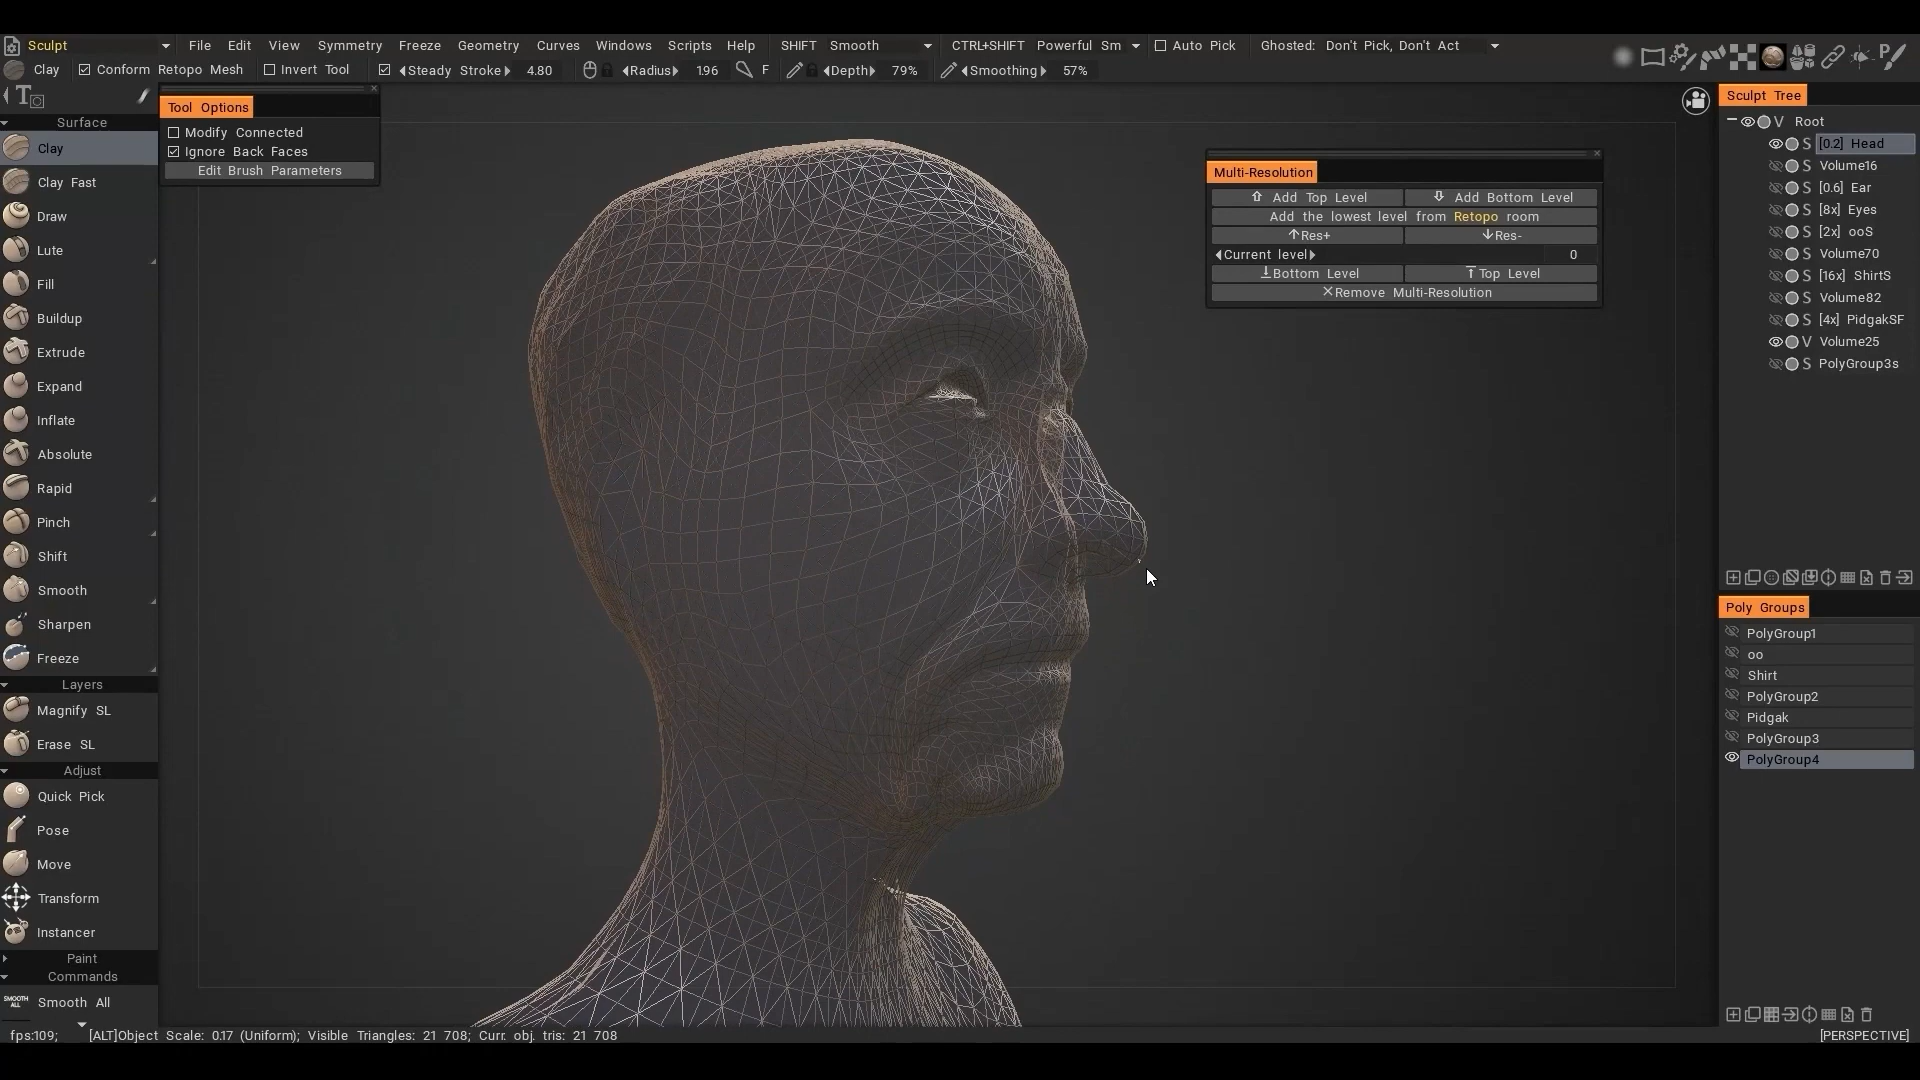 Sculpt File Edit View Symmetry Freeze Geometry Curves Windows Scripts Help SHIFT Smooth CTRL+SHIFT Powerful Sm Auto Pick Ghosted: Don't Pick, Don't Act
Clay Conform Retopo Mesh Invert Tool Steady Stroke 4.80 Radius 1.96 F Depth 79% Smoothing 57%
Surface
Clay
Clay Fast
Draw
Lute
Fill
Buildup
Extrude
Expand
Inflate
Absolute
Rapid
Pinch
Shift
Smooth
Sharpen
Freeze
Layers
Magnify SL
Erase SL
Adjust
Quick Pick
Pose
Move
Transform
Instancer
Paint
Commands
SMOOTH ALL Smooth All
Tool Options
Modify Connected
Ignore Back Faces
Edit Brush Parameters
Multi-Resolution
Add Top Level Add Bottom Level
Add the lowest level from Retopo room
Res+ Res-
Current level 0
Bottom Level Top Level
Remove Multi-Resolution
Sculpt Tree
V Root
S [0.2] Head
S Volume16
S [0.6] Ear
S [8x] Eyes
S [2x] ooS
S Volume70
S [16x] ShirtS
S Volume82
S [4x] PidgakSF
V Volume25
S PolyGroup3s
Poly Groups
PolyGroup1
oo
Shirt
PolyGroup2
Pidgak
PolyGroup3
PolyGroup4
fps:109; [ALT]Object Scale: 0.17 (Uniform); Visible Triangles: 21 708; Curr. obj. tris: 21 708 [PERSPECTIVE]